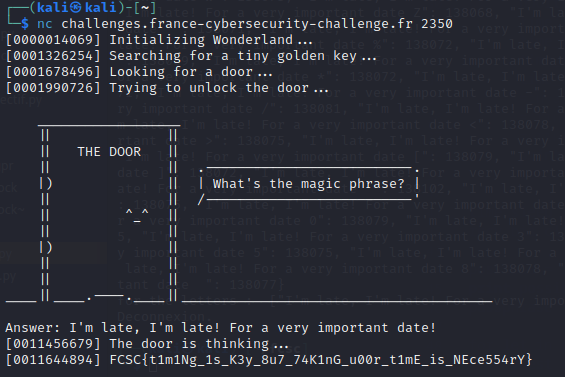 (kali㉿kali)-[~]
$ nc challenges.france-cybersecurity-challenge.fr 2350
[0000014069] Initializing Wonderland...
[0001326254] Searching for a tiny golden key...
[0001678496] Looking for a door...
[0001990726] Trying to unlock the door...
THE DOOR
What's the magic phrase?
^_^
Answer: I'm late, I'm late! For a very important date!
[0011456679] The door is thinking...
[0011644894] FCSC{t1m1Ng_1s_K3y_8u7_74K1nG_u00r_t1mE_is_NEce554rY}